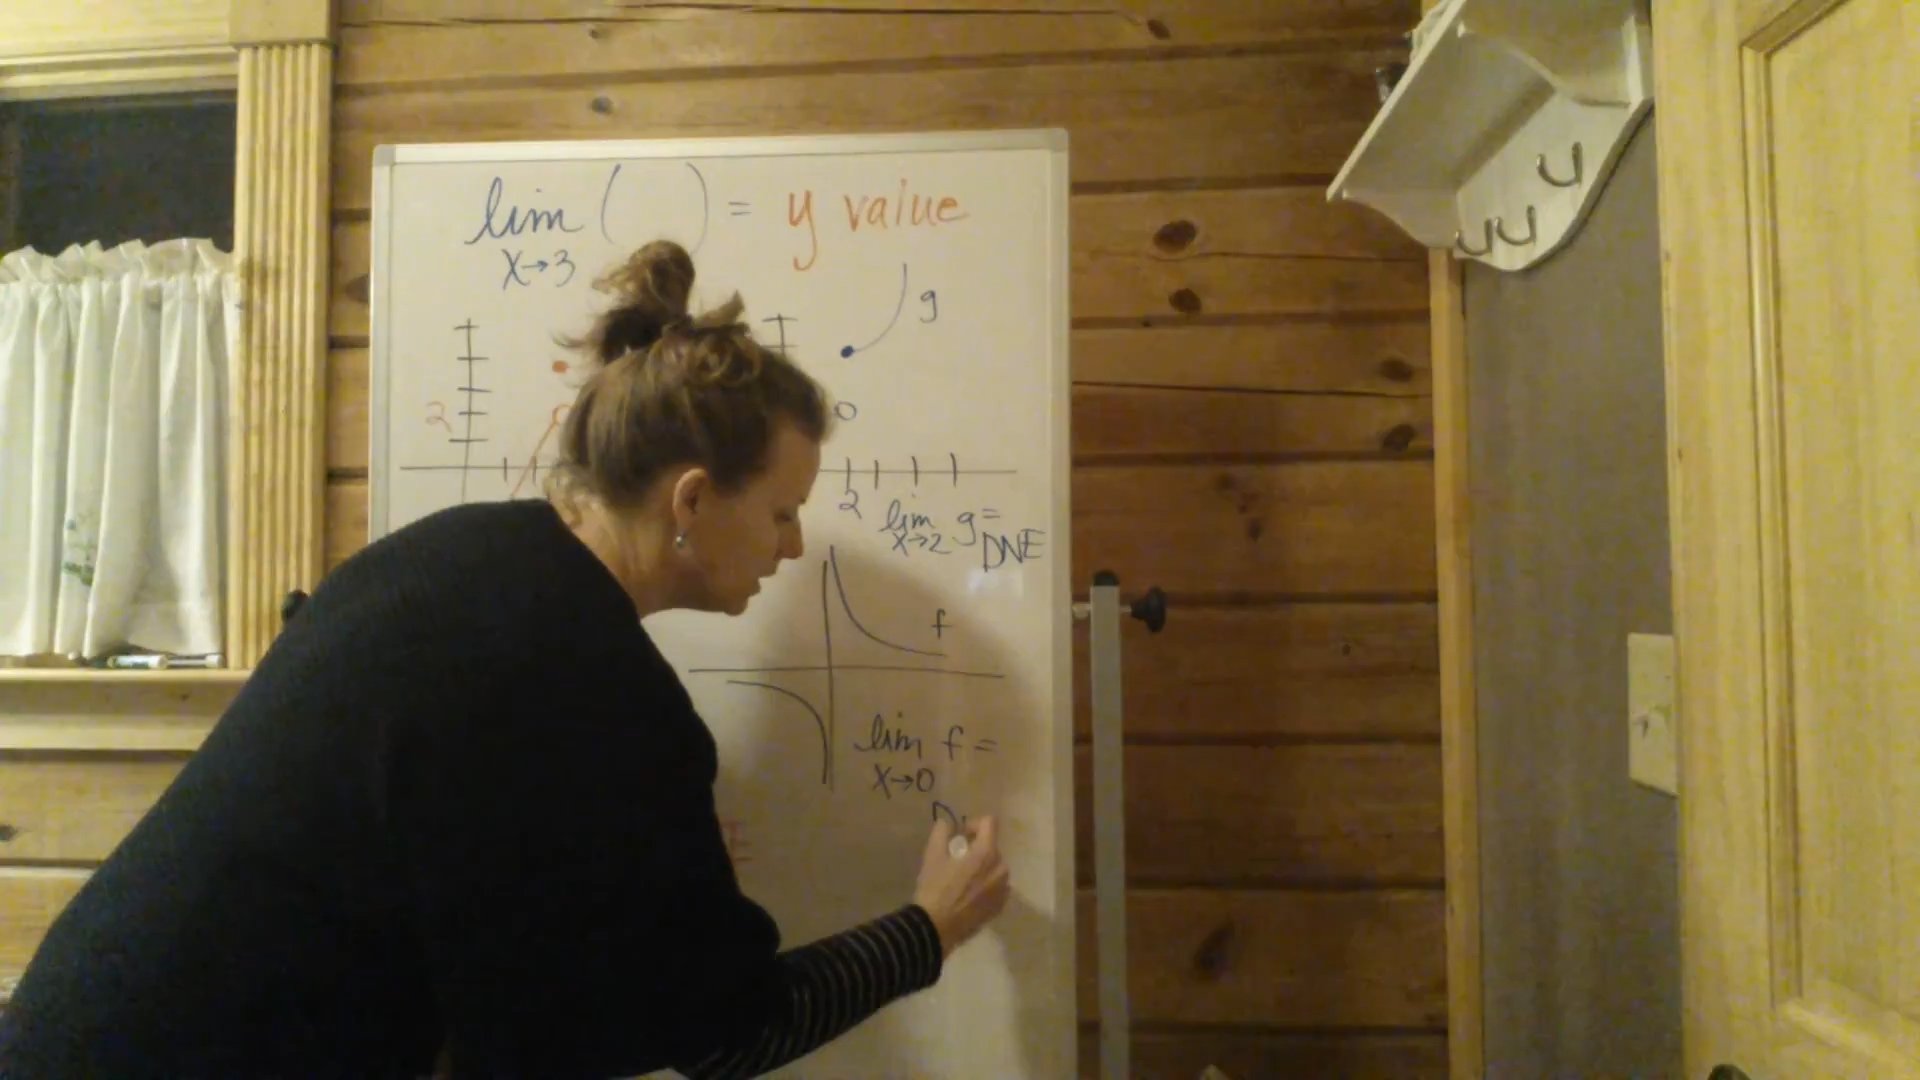 lim ( ) = y value
x→3
g
2
2
lim g =
x→2 DNE
f
lim f =
x→0
D